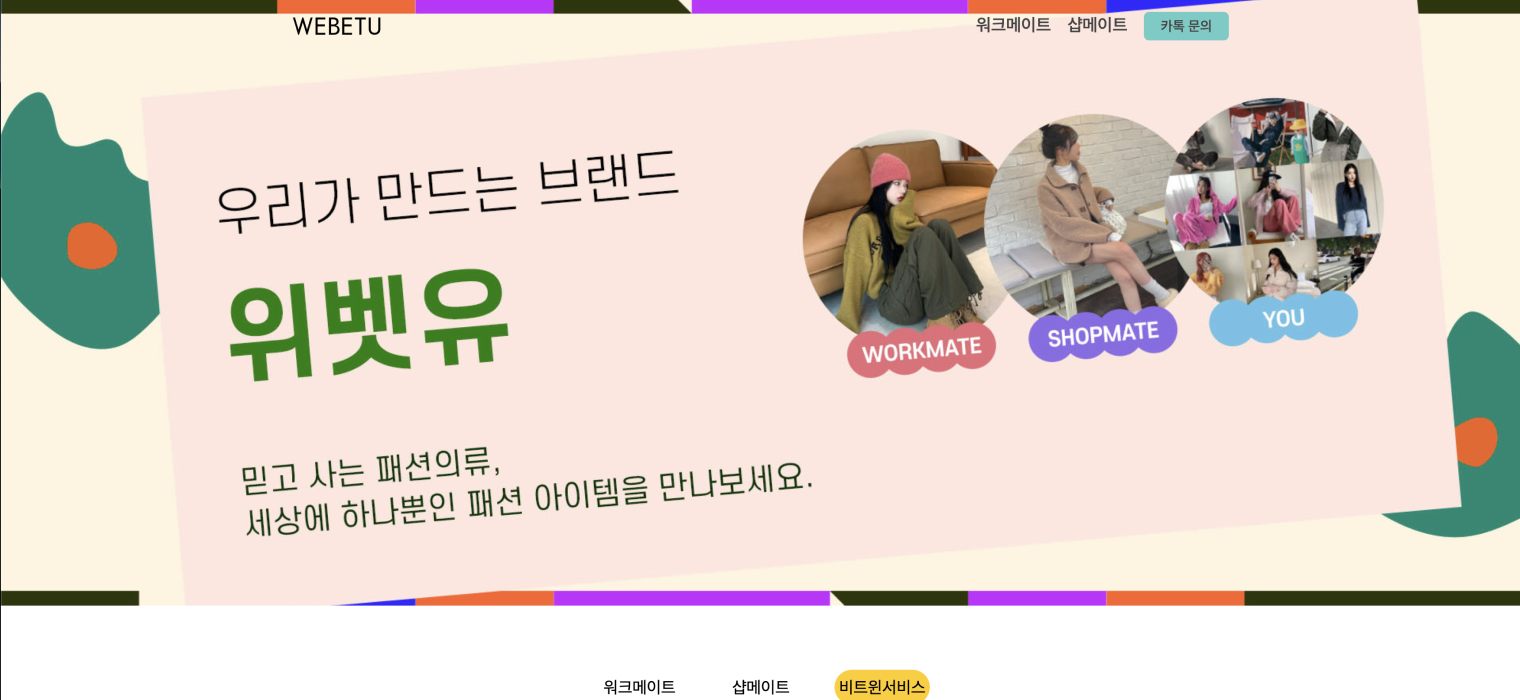 WEBETU
워크메이트 샵메이트 카톡 문의
우리가 만드는 브랜드
위벳유
WORKMATE
SHOPMATE
YOU
믿고 사는 패션의류,
세상에 하나뿐인 패션 아이템을 만나보세요.
워크메이트 샵메이트 비트윈서비스